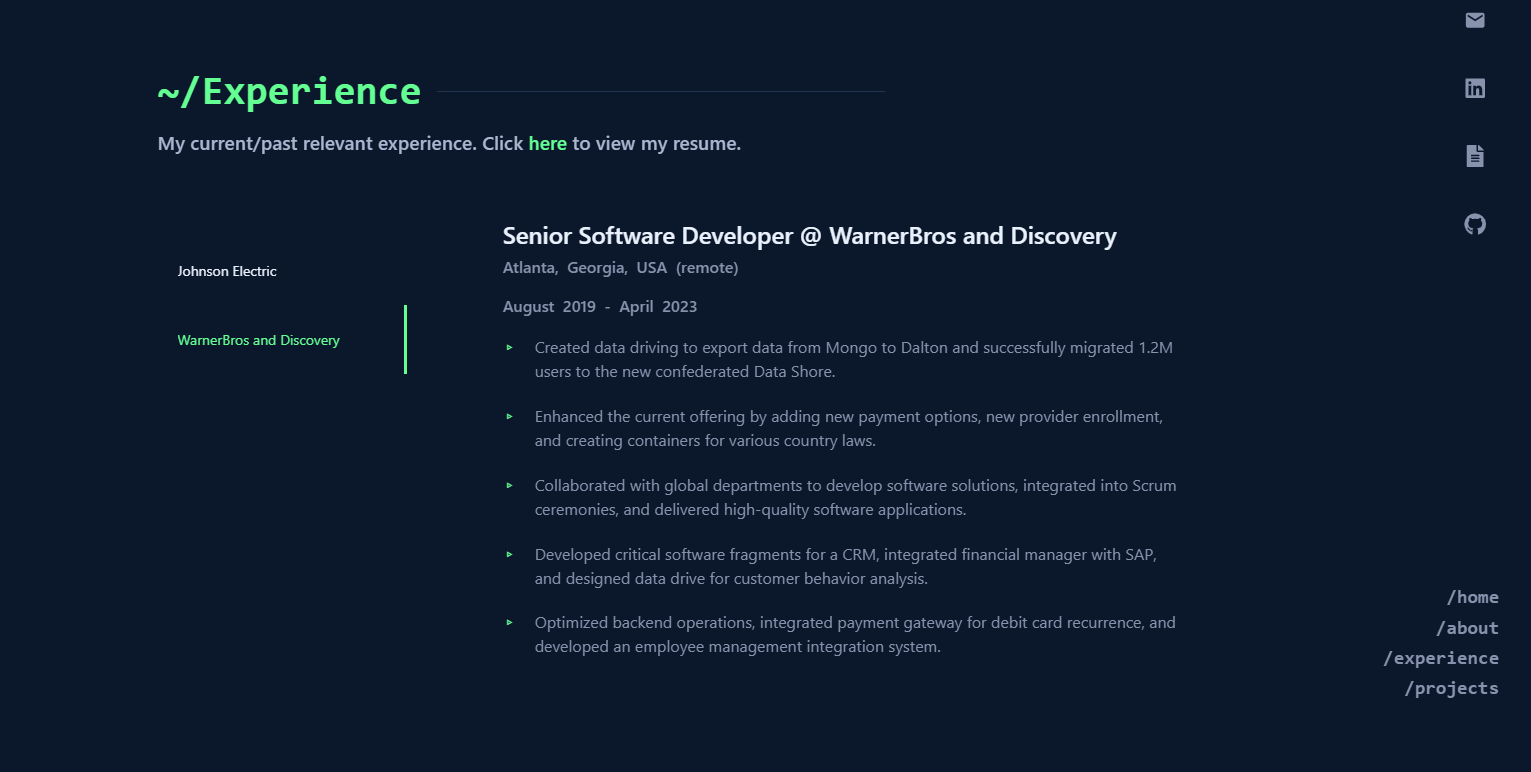 ~/Experience
My current/past relevant experience. Click here to view my resume.
Johnson Electric
WarnerBros and Discovery
Senior Software Developer @ WarnerBros and Discovery
Atlanta, Georgia, USA (remote)
August 2019 - April 2023
Created data driving to export data from Mongo to Dalton and successfully migrated 1.2M
users to the new confederated Data Shore.
Enhanced the current offering by adding new payment options, new provider enrollment,
and creating containers for various country laws.
Collaborated with global departments to develop software solutions, integrated into Scrum
ceremonies, and delivered high-quality software applications.
Developed critical software fragments for a CRM, integrated financial manager with SAP,
and designed data drive for customer behavior analysis.
Optimized backend operations, integrated payment gateway for debit card recurrence, and
developed an employee management integration system.
in
/home
/about
/experience
/projects